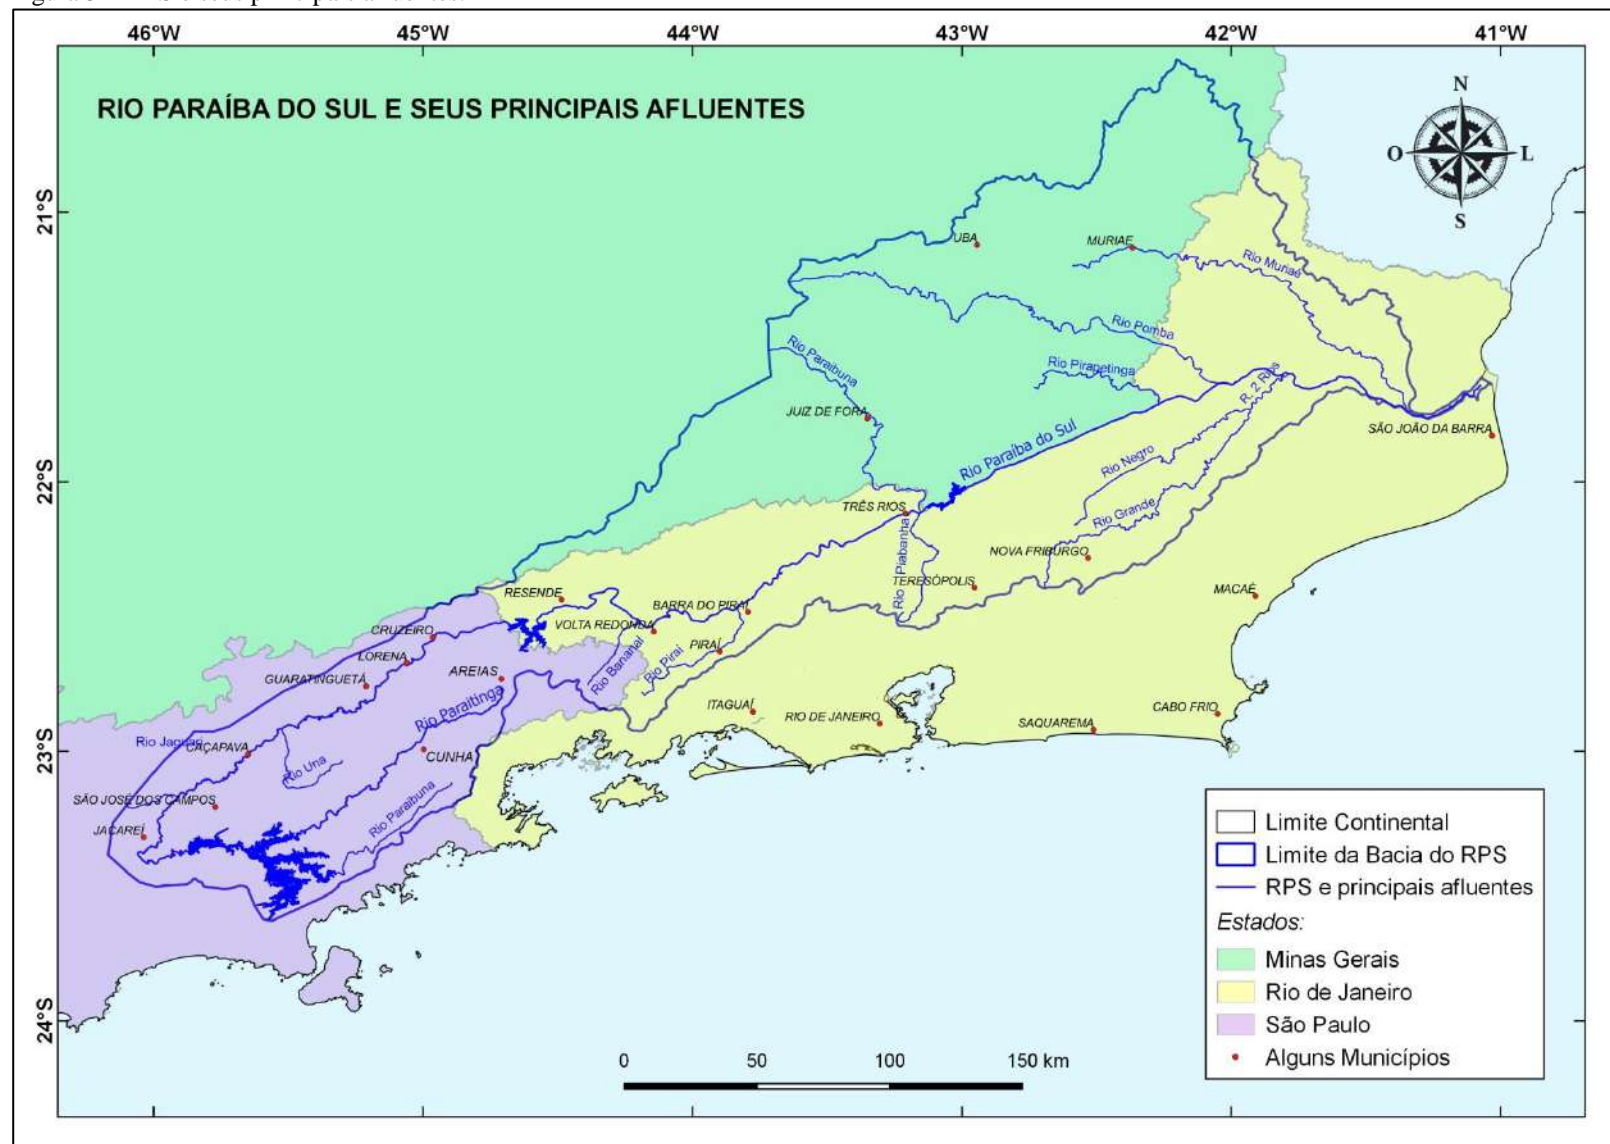 46°W 45°W 44°W 43°W 42°W 41°W
RIO PARAÍBA DO SUL E SEUS PRINCIPAIS AFLUENTES
N
O L
S
21°S
22°S
23°S
24°S
UBA
MURIAE
Rio Muriaé
Rio Pomba
Rio Pirapetinga
Rio Paraibuna
JUIZ DE FORA
R. 2 Rios
Rio Paraíba do Sul
SÃO JOÃO DA BARRA
Rio Negro
Rio Grande
TRÊS RIOS
Rio Piabanha
NOVA FRIBURGO
TERESÓPOLIS
MACAÉ
RESENDE
BARRA DO PIRAÍ
VOLTA REDONDA
CRUZEIRO
LORENA
GUARATINGUETÁ
AREIAS
Rio Bananal
Rio Piraí
PIRAÍ
Rio Paraitinga
ITAGUAÍ
RIO DE JANEIRO
SAQUAREMA
CABO FRIO
Rio Jaguari
CAÇAPAVA
Rio Una
CUNHA
SÃO JOSÉ DOS CAMPOS
Rio Paraibuna
JACAREÍ
Limite Continental
Limite da Bacia do RPS
RPS e principais afluentes
Estados:
Minas Gerais
Rio de Janeiro
São Paulo
Alguns Municípios
0 50 100 150 km